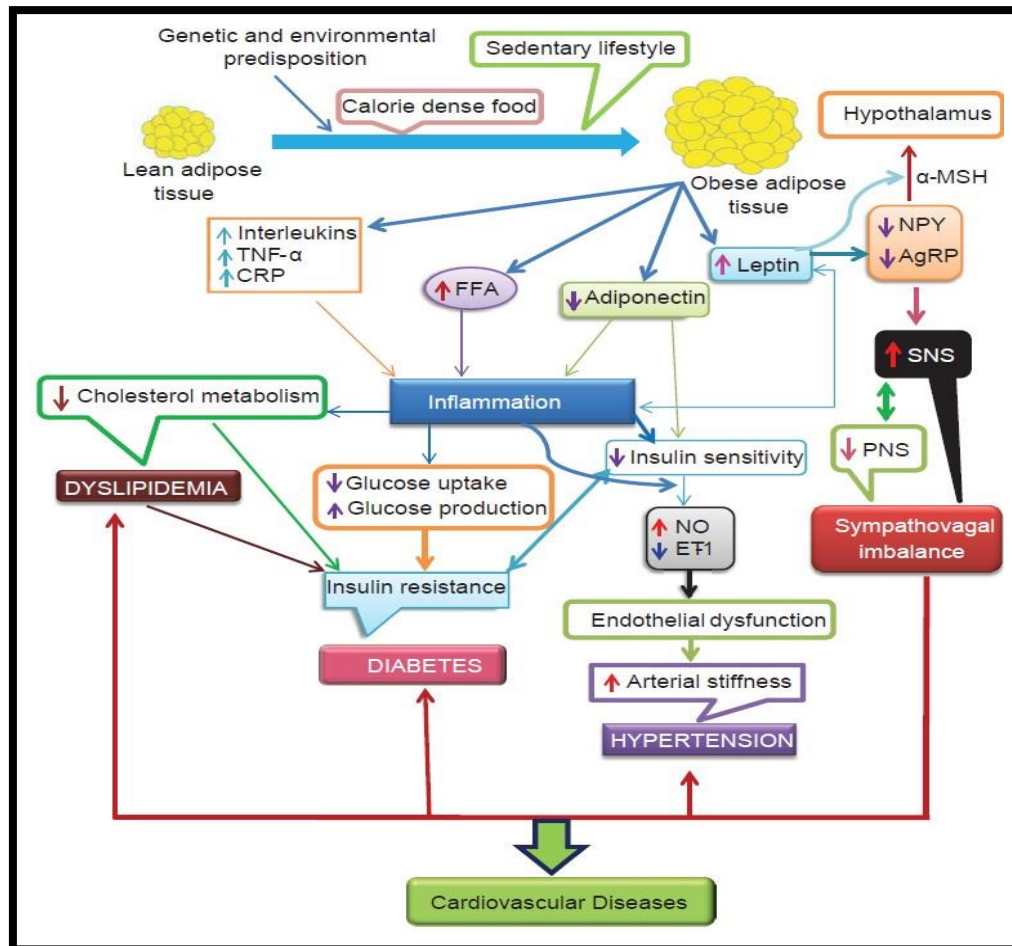 Genetic and environmental
predisposition
Sedentary lifestyle
Calorie dense food
Lean adipose
tissue
Obese adipose
tissue
Hypothalamus
α-MSH
↓ NPY
↓ AgRP
↑ Interleukins
↑ TNF-α
↑ CRP
↑ FFA
↓ Adiponectin
↑ Leptin
↑ SNS
↓ Cholesterol metabolism
Inflammation
↓ PNS
DYSLIPIDEMIA
↓ Glucose uptake
↑ Glucose production
↓ Insulin sensitivity
↑ NO
↓ ET-1
Sympathovagal
imbalance
Insulin resistance
Endothelial dysfunction
DIABETES
↑ Arterial stiffness
HYPERTENSION
Cardiovascular Diseases